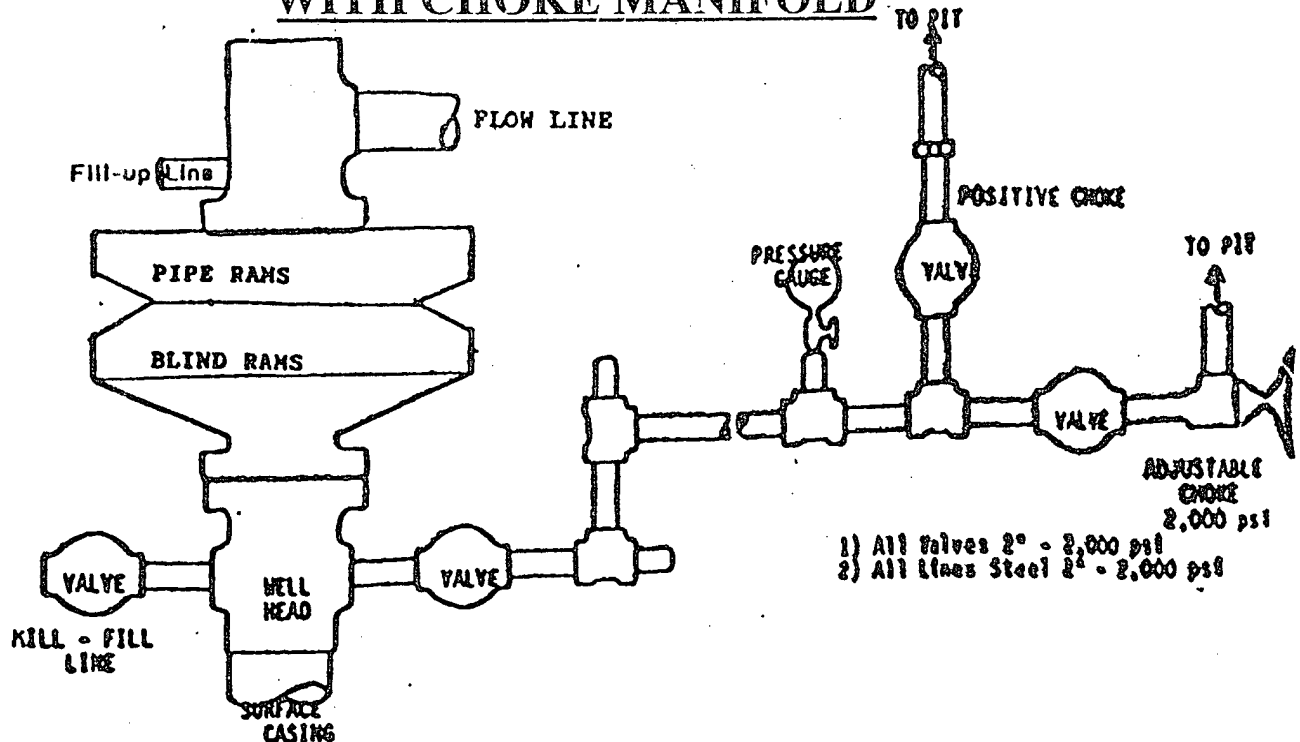 WITH CHOKE MANIFOLD
TO PIT
FLOW LINE
Fill-up Line
POSITIVE CHOKE
PIPE RAMS
PRESSURE
GAUGE
VALVE
TO PIT
BLIND RAMS
VALVE
ADJUSTABLE
CHOKE
2,000 psi
1) All Valves 2" - 2,000 psi
2) All Lines Steel 2" - 2,000 psi
VALVE
WELL
HEAD
VALVE
KILL - FILL
LINE
SURFACE
CASING